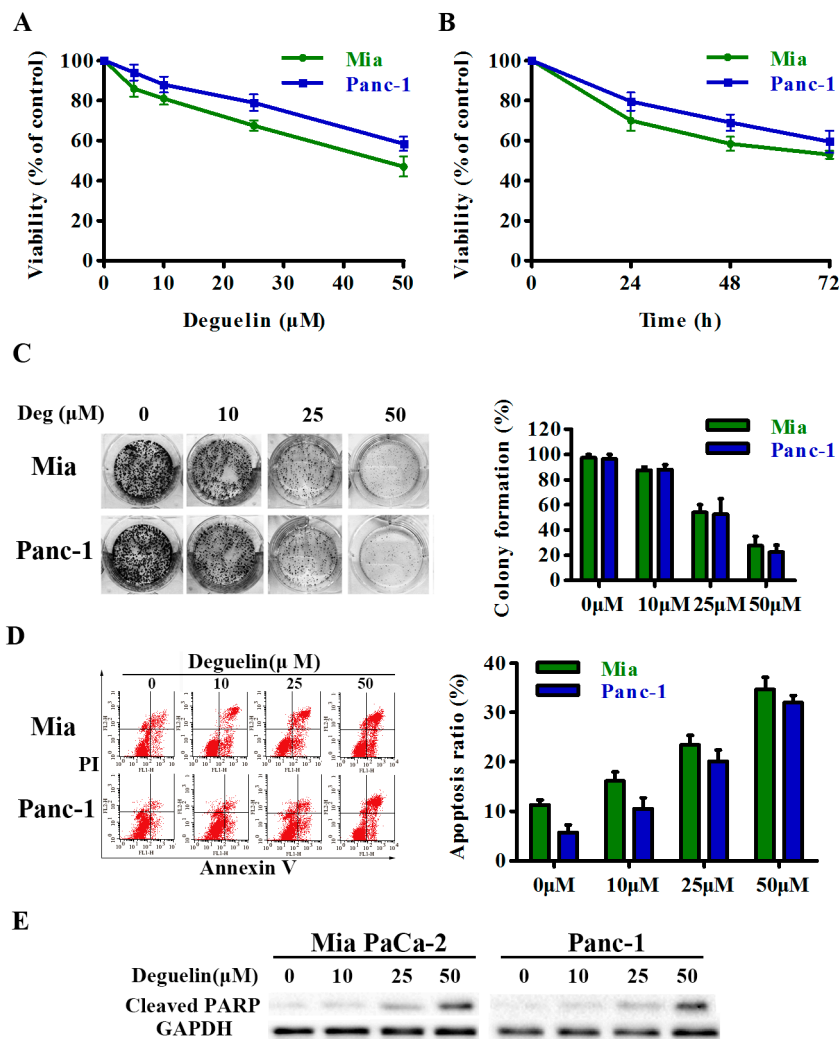 A
Viability (% of control)
100
80
60
40
20
0
Mia
Panc-1
0 10 20 30 40 50
Deguelin (μM)
B
Viability (% of control)
100
80
60
40
20
0
Mia
Panc-1
0 24 48 72
Time (h)
C
Deg (μM) 0 10 25 50
Mia
Panc-1
Colony formation (%)
120
100
80
60
40
20
0
Mia
Panc-1
0μM 10μM 25μM 50μM
D
Deguelin(μ M)
0 10 25 50
Mia
PI
Panc-1
Annexin V
FL2-H
FL1-H
Apoptosis ratio (%)
40
30
20
10
0
Mia
Panc-1
0μM 10μM 25μM 50μM
E
Mia PaCa-2 Panc-1
Deguelin(μM) 0 10 25 50 0 10 25 50
Cleaved PARP
GAPDH